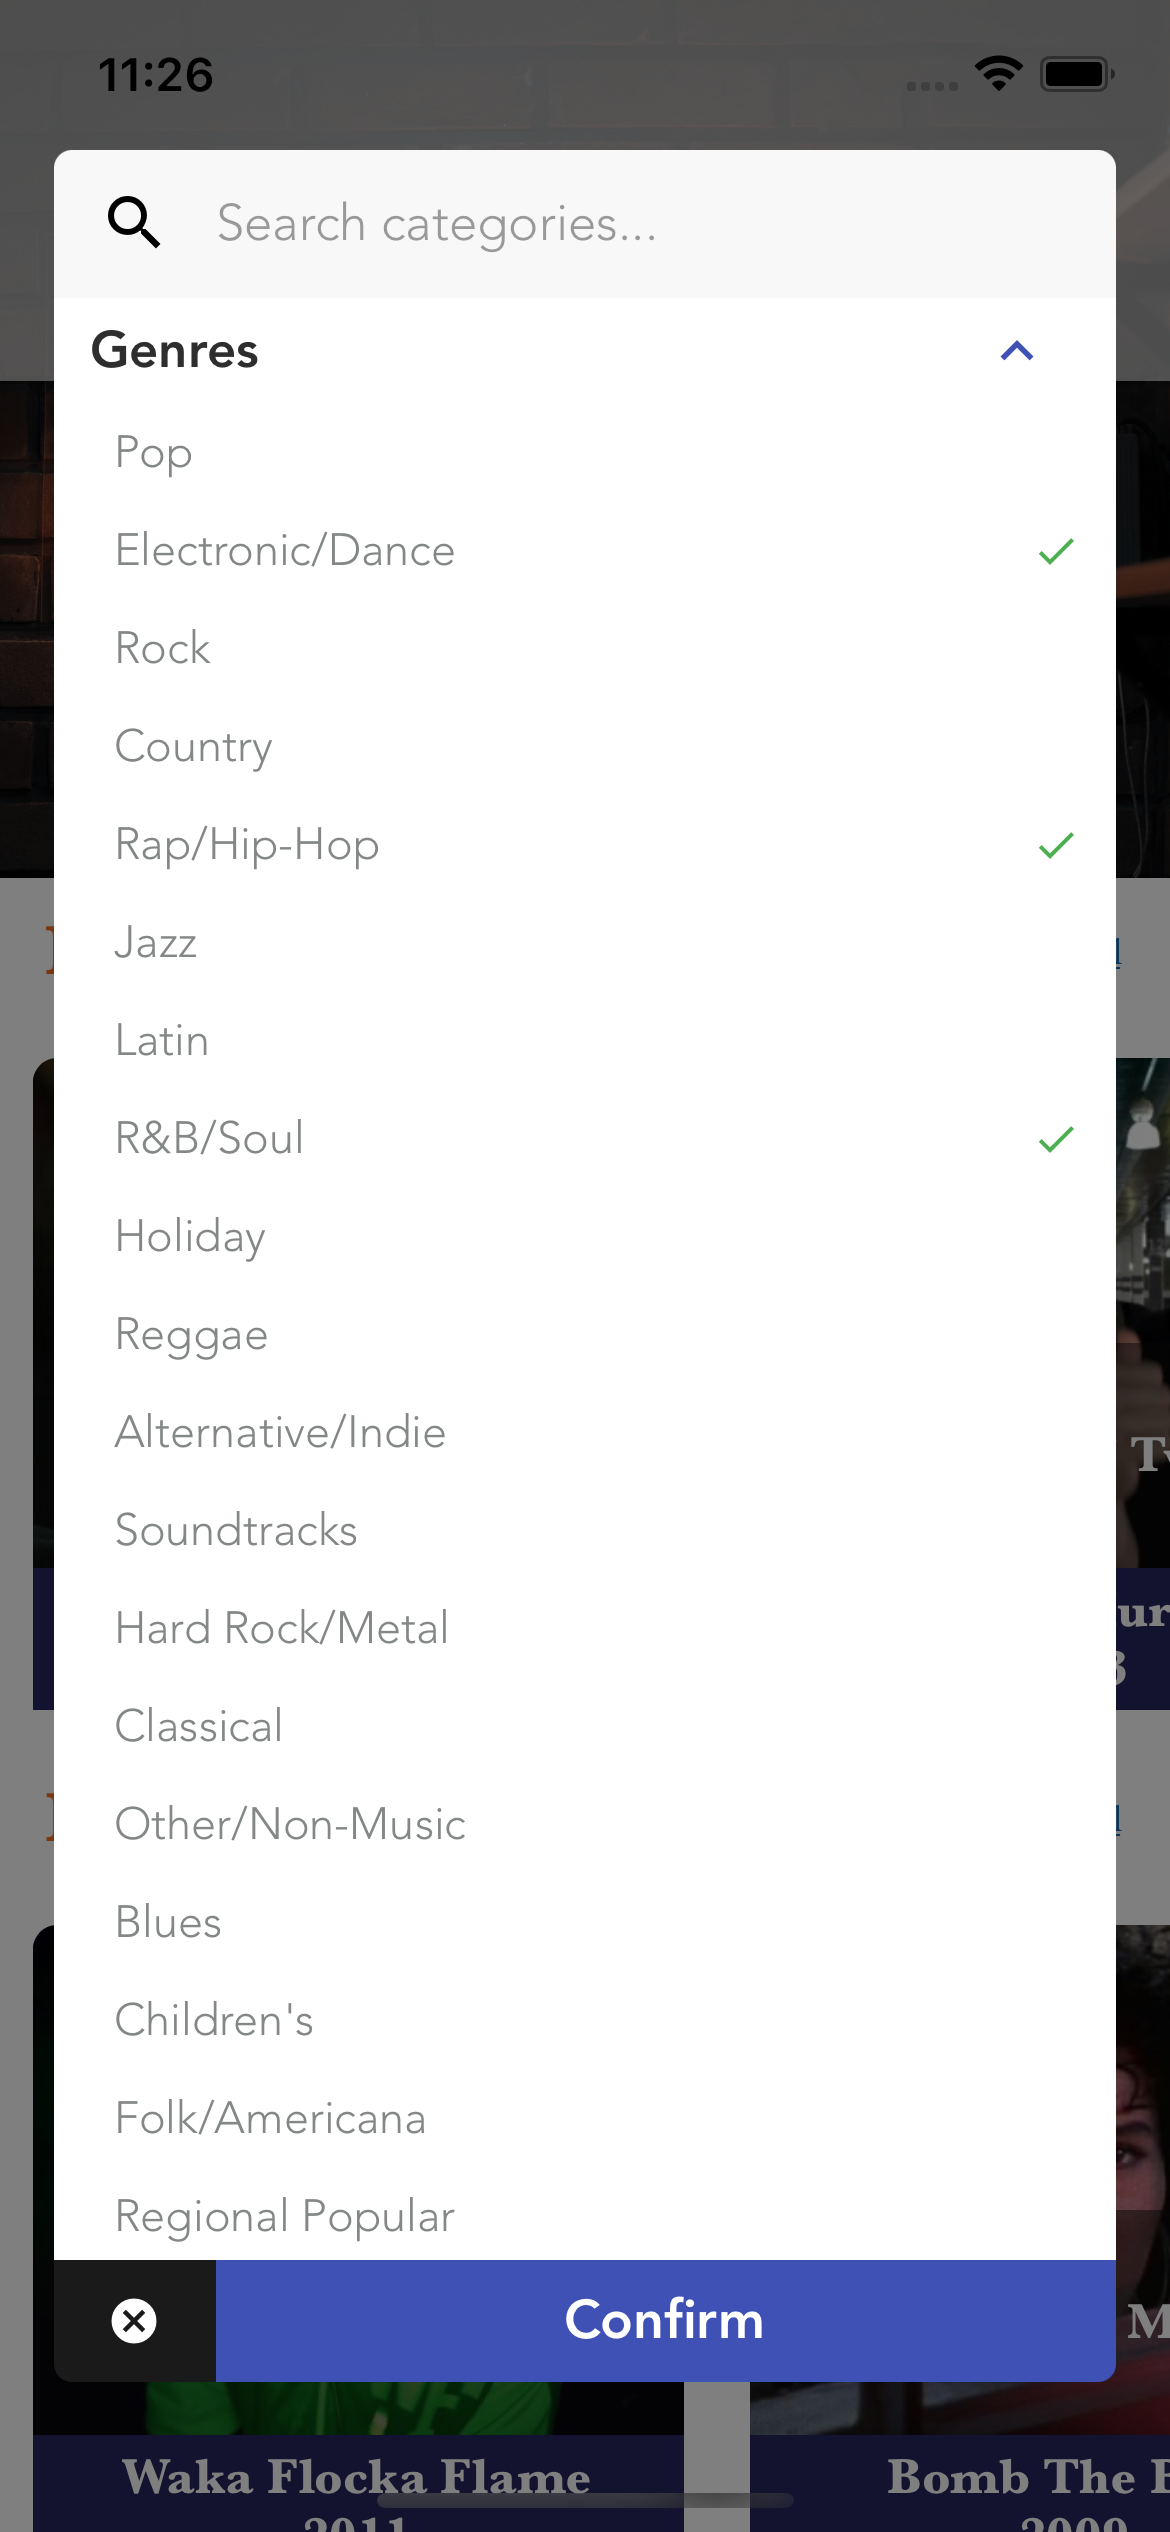 11:26
Search categories...
Genres
Pop
Electronic/Dance
Rock
Country
Rap/Hip-Hop
Jazz
Latin
R&B/Soul
Holiday
Reggae
Alternative/Indie
Soundtracks
Hard Rock/Metal
Classical
Other/Non-Music
Blues
Children's
Folk/Americana
Regional Popular
Confirm
Waka Flocka Flame
2011
Bomb The
2009